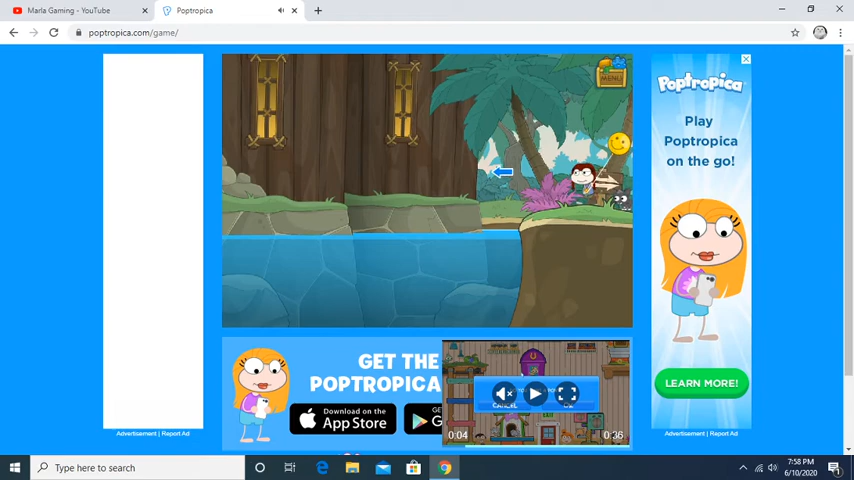 Marla Gaming - YouTube
Poptropica
poptropica.com/game/
MENU
POPTROPICA
Play
Poptropica
on the go!
LEARN MORE!
GET THE
POPTROPICA
Download on the
App Store
GET
G
CANCEL
0:04
0:36
Advertisement | Report Ad
Advertisement | Report Ad
Type here to search
7:58 PM
6/10/2020